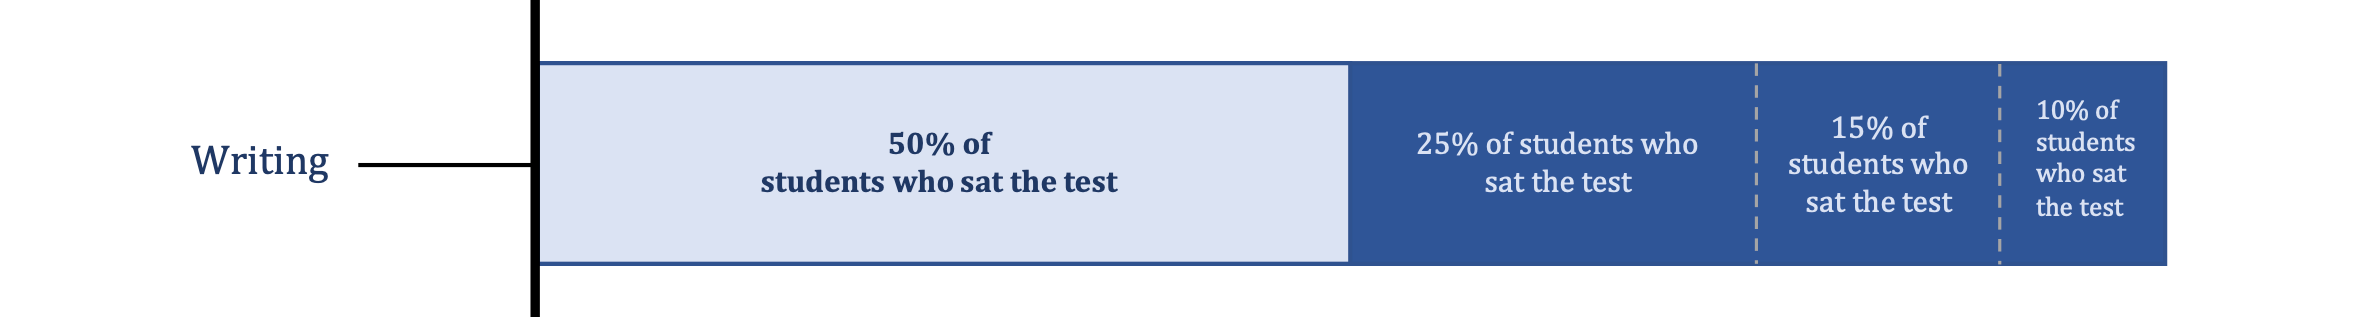 Writing
50% of
students who sat the test
25% of students who
sat the test
15% of
students who
sat the test
10% of
students
who sat
the test